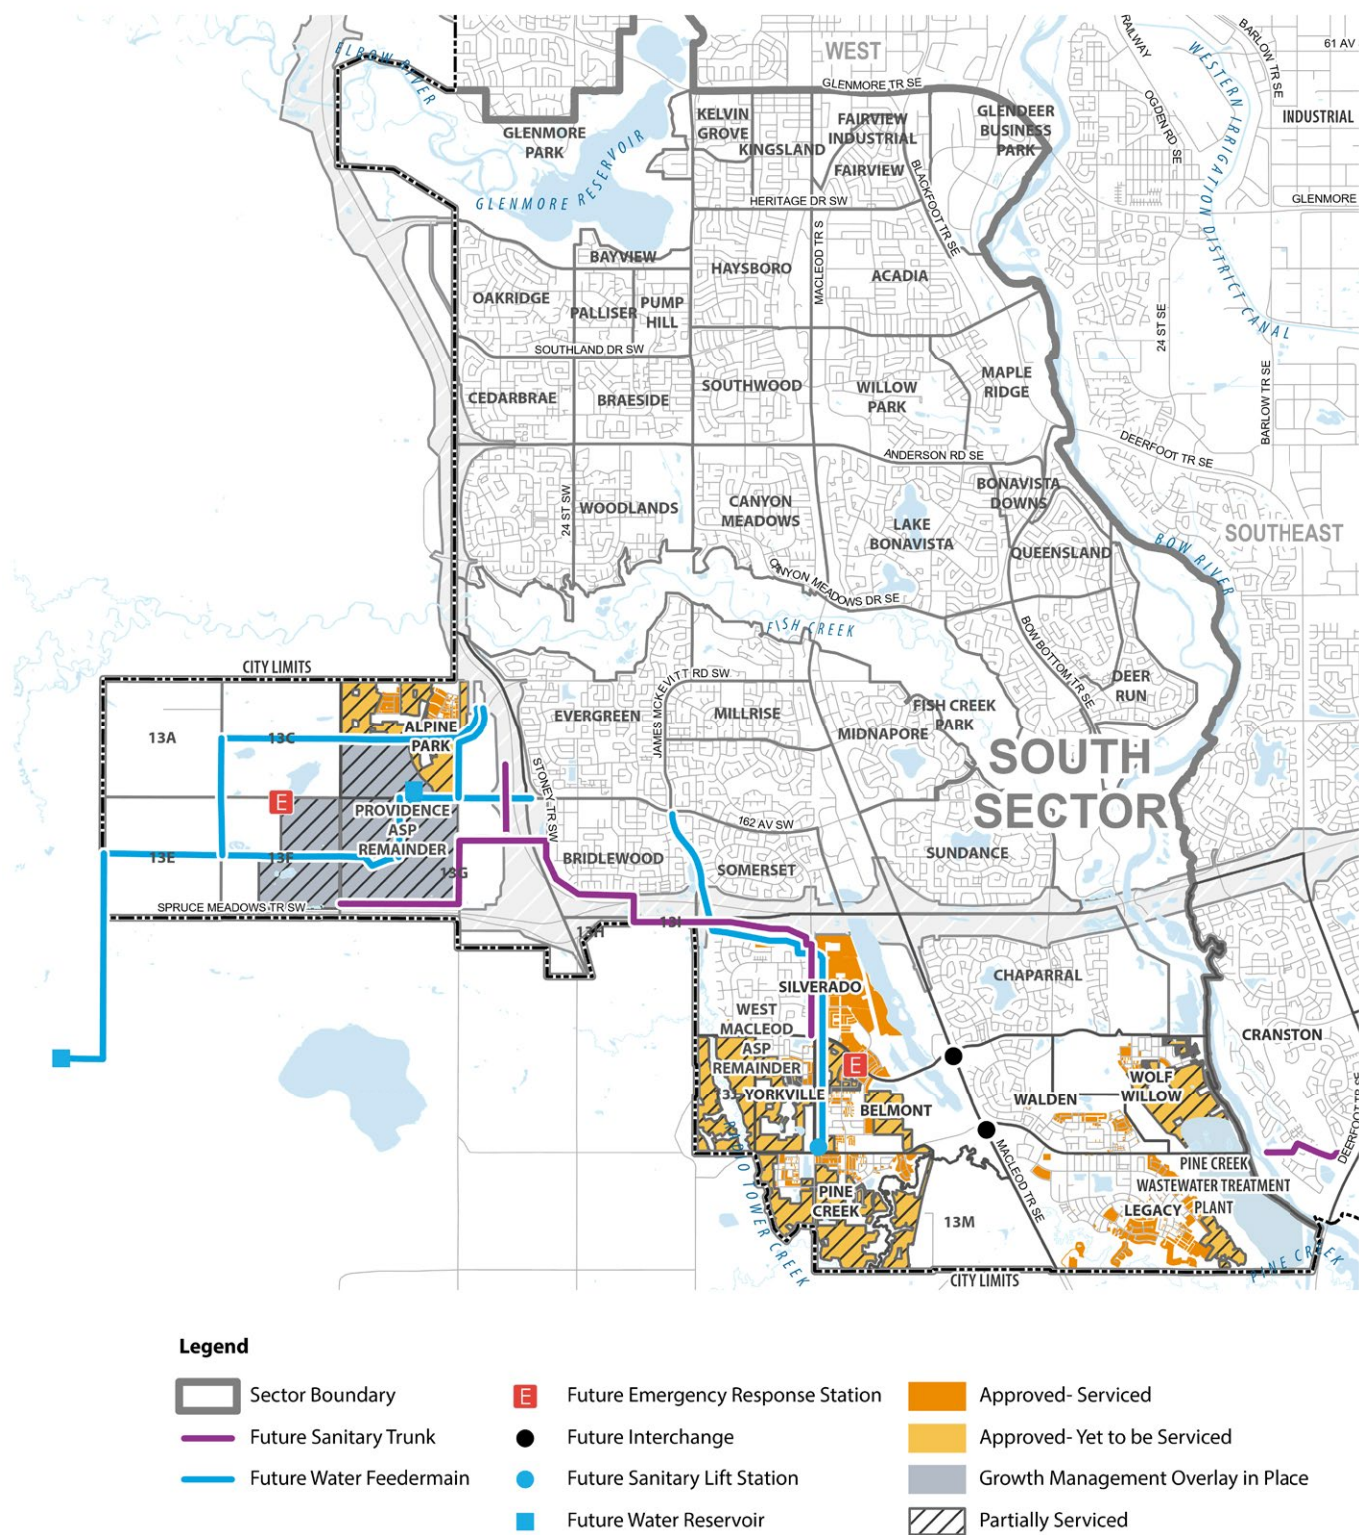 ELBOW RIVER
WEST
GLENMORE TR SE
RAILWAY
BARLOW TR SE
61 AV
WESTERN IRRIGATION DISTRICT CANAL
OGDEN RD SE
INDUSTRIAL
GLENMORE
PARK
KELVIN
GROVE
KINGSLAND
FAIRVIEW
INDUSTRIAL
FAIRVIEW
GLENDEER
BUSINESS
PARK
GLENMORE RESERVOIR
HERITAGE DR SW
BLACKFOOT TR SE
GLENMORE
BAYVIEW
HAYSBORO
MACLEOD TR S
ACADIA
OAKRIDGE
PALLISER
PUMP
HILL
24 ST SE
SOUTHLAND DR SW
BARLOW TR SE
CEDARBRAE
BRAESIDE
SOUTHWOOD
WILLOW
PARK
MAPLE
RIDGE
ANDERSON RD SE
DEERFOOT TR SE
24 ST SW
WOODLANDS
CANYON
MEADOWS
LAKE
BONAVISTA
BONAVISTA
DOWNS
QUEENSLAND
SOUTHEAST
BOW RIVER
CANYON MEADOWS DR SE
FISH CREEK
BOW BOTTOM TR SE
DEER
RUN
CITY LIMITS
JAMES MCKEVITT RD SW
EVERGREEN
MILLRISE
MIDNAPORE
FISH CREEK
PARK
SOUTH
SECTOR
13A
13C
ALPINE
PARK
STONEY TR SW
E
PROVIDENCE
ASP
REMAINDER
162 AV SW
13E
13F
13G
BRIDLEWOOD
SOMERSET
SUNDANCE
SPRUCE MEADOWS TR SW
13H
13I
SILVERADO
CHAPARRAL
CRANSTON
WEST
MACLEOD
ASP
REMAINDER
E
YORKVILLE
BELMONT
WALDEN
WOLF
WILLOW
DEERFOOT TR SE
RADIO TOWER CREEK
MACLEOD TR SE
PINE CREEK
WASTEWATER TREATMENT
PLANT
PINE
CREEK
13M
LEGACY
PINE CREEK
CITY LIMITS
Legend
Sector Boundary
Future Sanitary Trunk
Future Water Feedermain
E Future Emergency Response Station
Future Interchange
Future Sanitary Lift Station
Future Water Reservoir
Approved- Serviced
Approved- Yet to be Serviced
Growth Management Overlay in Place
Partially Serviced